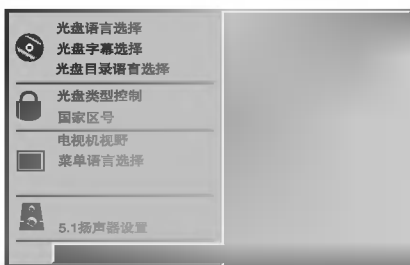 光盘语言选择
光盘字幕选择
光盘目录语言选择
光盘类型控制
国家区号
电视机视野
菜单语言选择
5.1扬声器设置